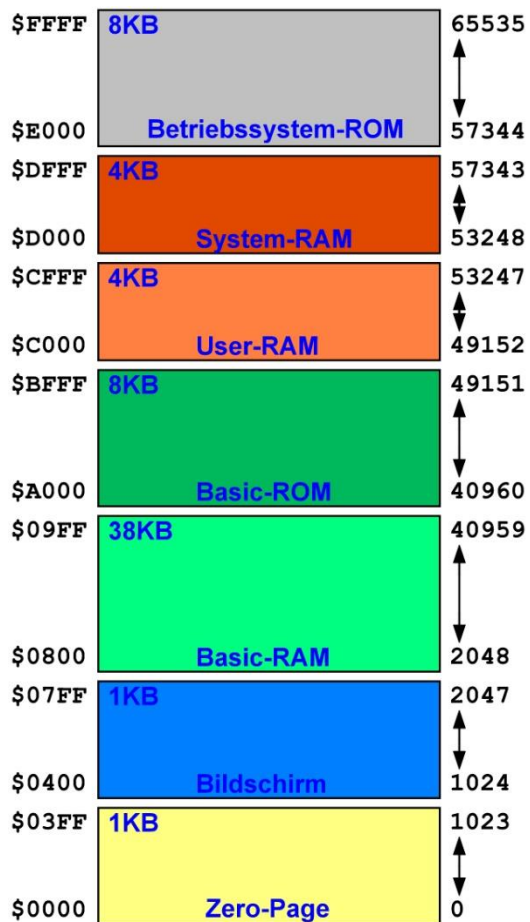 $FFFF 8KB 65535
$E000 Betriebssystem-ROM 57344
$DFFF 4KB 57343
$D000 System-RAM 53248
$CFFF 4KB 53247
$C000 User-RAM 49152
$BFFF 8KB 49151
$A000 Basic-ROM 40960
$09FF 38KB 40959
$0800 Basic-RAM 2048
$07FF 1KB 2047
$0400 Bildschirm 1024
$03FF 1KB 1023
$0000 Zero-Page 0